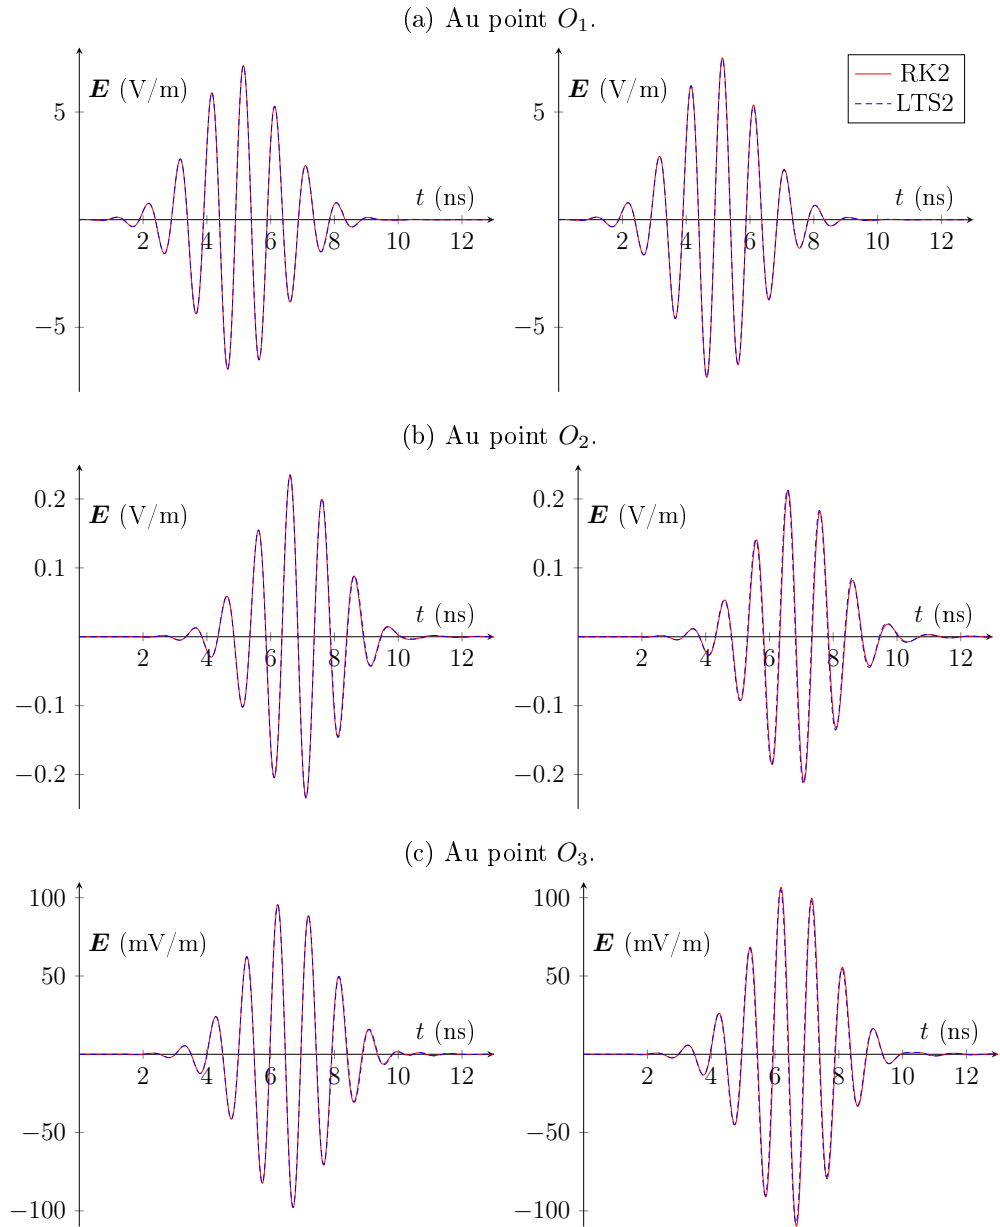 (a) Au point O₁.
E (V/m)
5
−5
t (ns)
2 4 6 8 10 12
E (V/m)
5
−5
t (ns)
2 4 6 8 10 12
RK2
LTS2
(b) Au point O₂.
E (V/m)
0.2
0.1
−0.1
−0.2
t (ns)
2 4 6 8 10 12
E (V/m)
0.2
0.1
−0.1
−0.2
t (ns)
2 4 6 8 10 12
(c) Au point O₃.
E (mV/m)
100
50
−50
−100
t (ns)
2 4 6 8 10 12
E (mV/m)
100
50
−50
−100
t (ns)
2 4 6 8 10 12